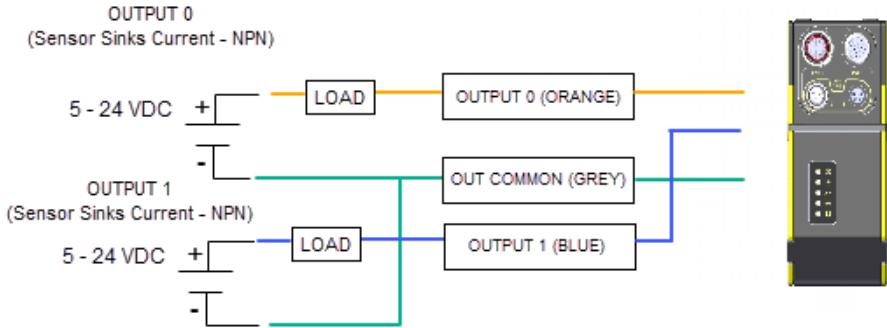 OUTPUT 0
(Sensor Sinks Current - NPN)
5 - 24 VDC
+
-
LOAD
OUTPUT 0 (ORANGE)
OUT COMMON (GREY)
OUTPUT 1
(Sensor Sinks Current - NPN)
5 - 24 VDC
+
-
LOAD
OUTPUT 1 (BLUE)